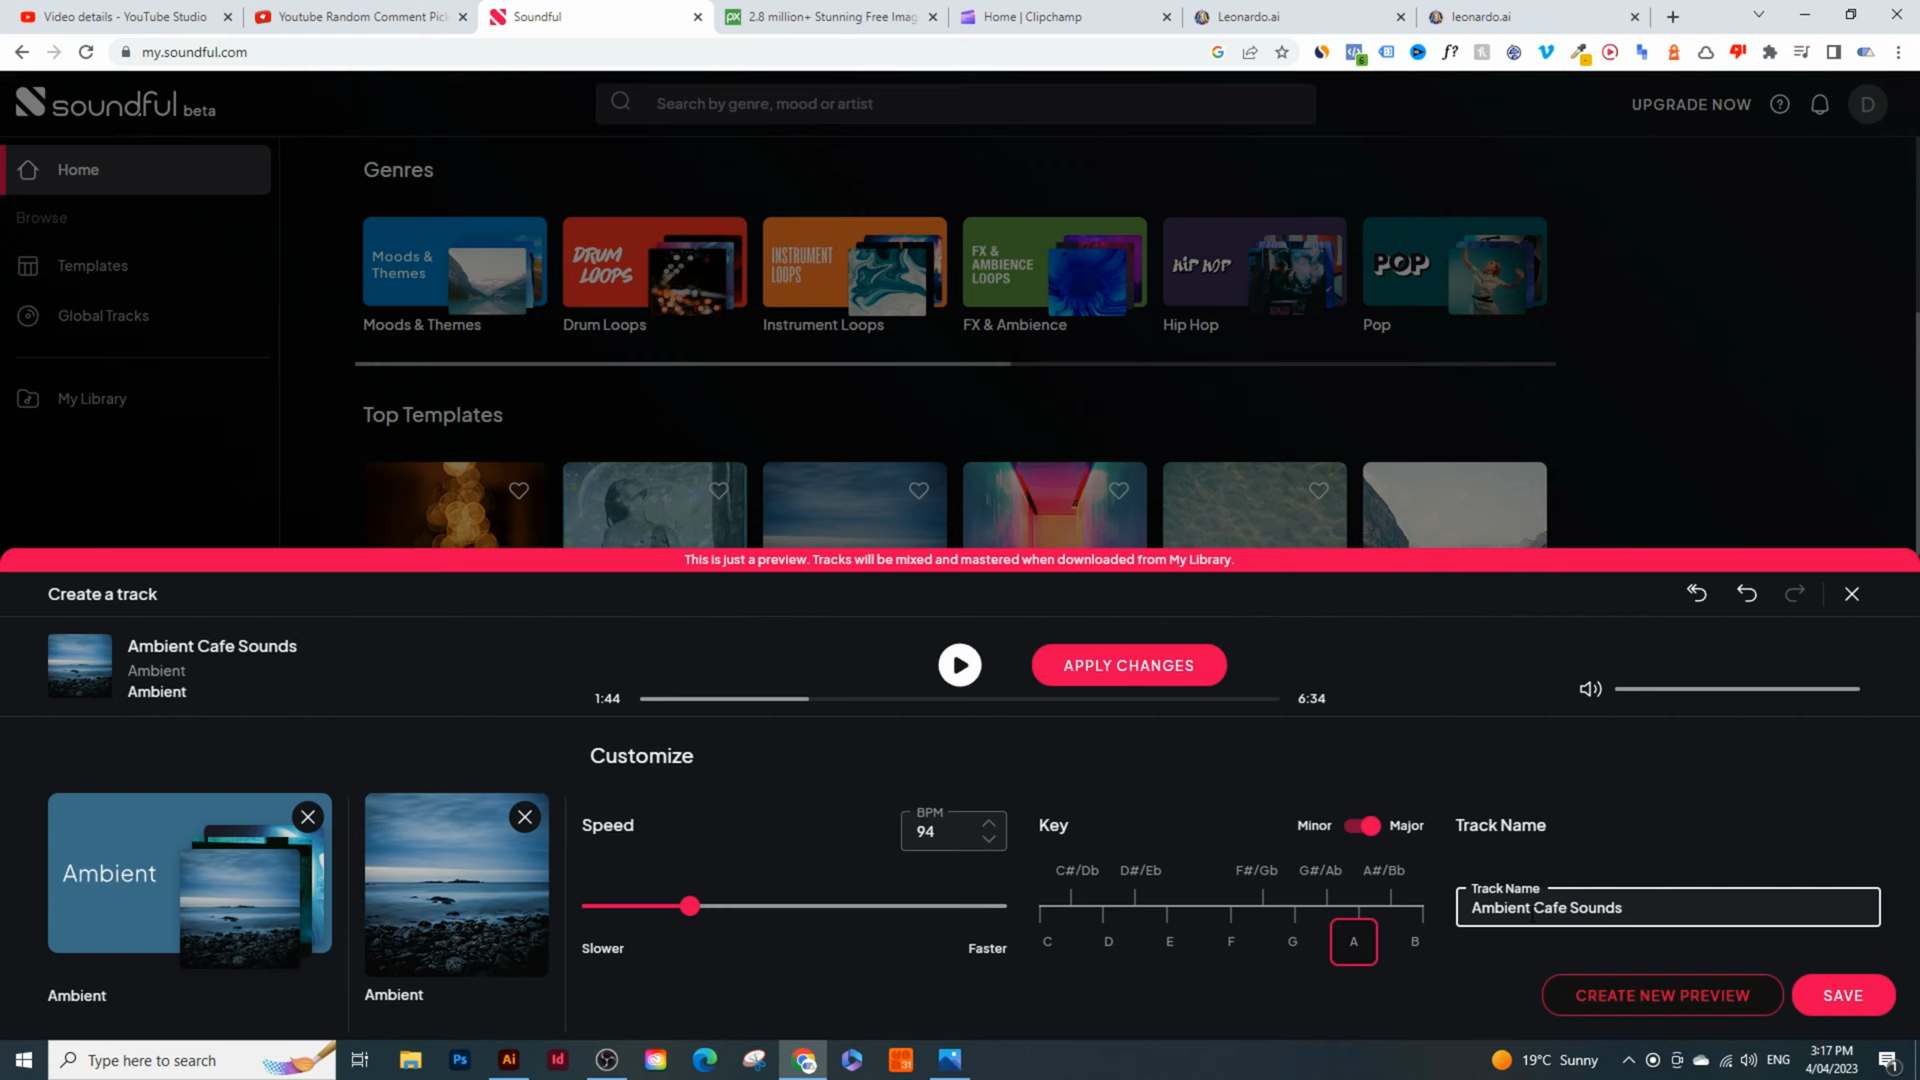 Video details - YouTube Studio
Youtube Random Comment Pick
Soundful
2.8 million+ Stunning Free Imag
Home | Clipchamp
Leonardo.ai
leonardo.ai
my.soundful.com
soundful beta
Search by genre, mood or artist
UPGRADE NOW
D
Home
Browse
Templates
Global Tracks
My Library
Genres
Moods & Themes
DRUM LOOPS
INSTRUMENT LOOPS
FX & AMBIENCE LOOPS
HIP HOP
POP
Moods & Themes
Drum Loops
Instrument Loops
FX & Ambience
Hip Hop
Pop
Top Templates
This is just a preview. Tracks will be mixed and mastered when downloaded from My Library.
Create a track
Ambient Cafe Sounds
Ambient
Ambient
APPLY CHANGES
1:44
6:34
Customize
Ambient
Ambient
Ambient
Speed
BPM
94
Slower
Faster
Key
Minor
Major
C#/Db D#/Eb F#/Gb G#/Ab A#/Bb
C D E F G A B
Track Name
Track Name
Ambient Cafe Sounds
CREATE NEW PREVIEW
SAVE
Type here to search
Ps
Ai
Id
19°C Sunny
ENG
3:17 PM
4/04/2023